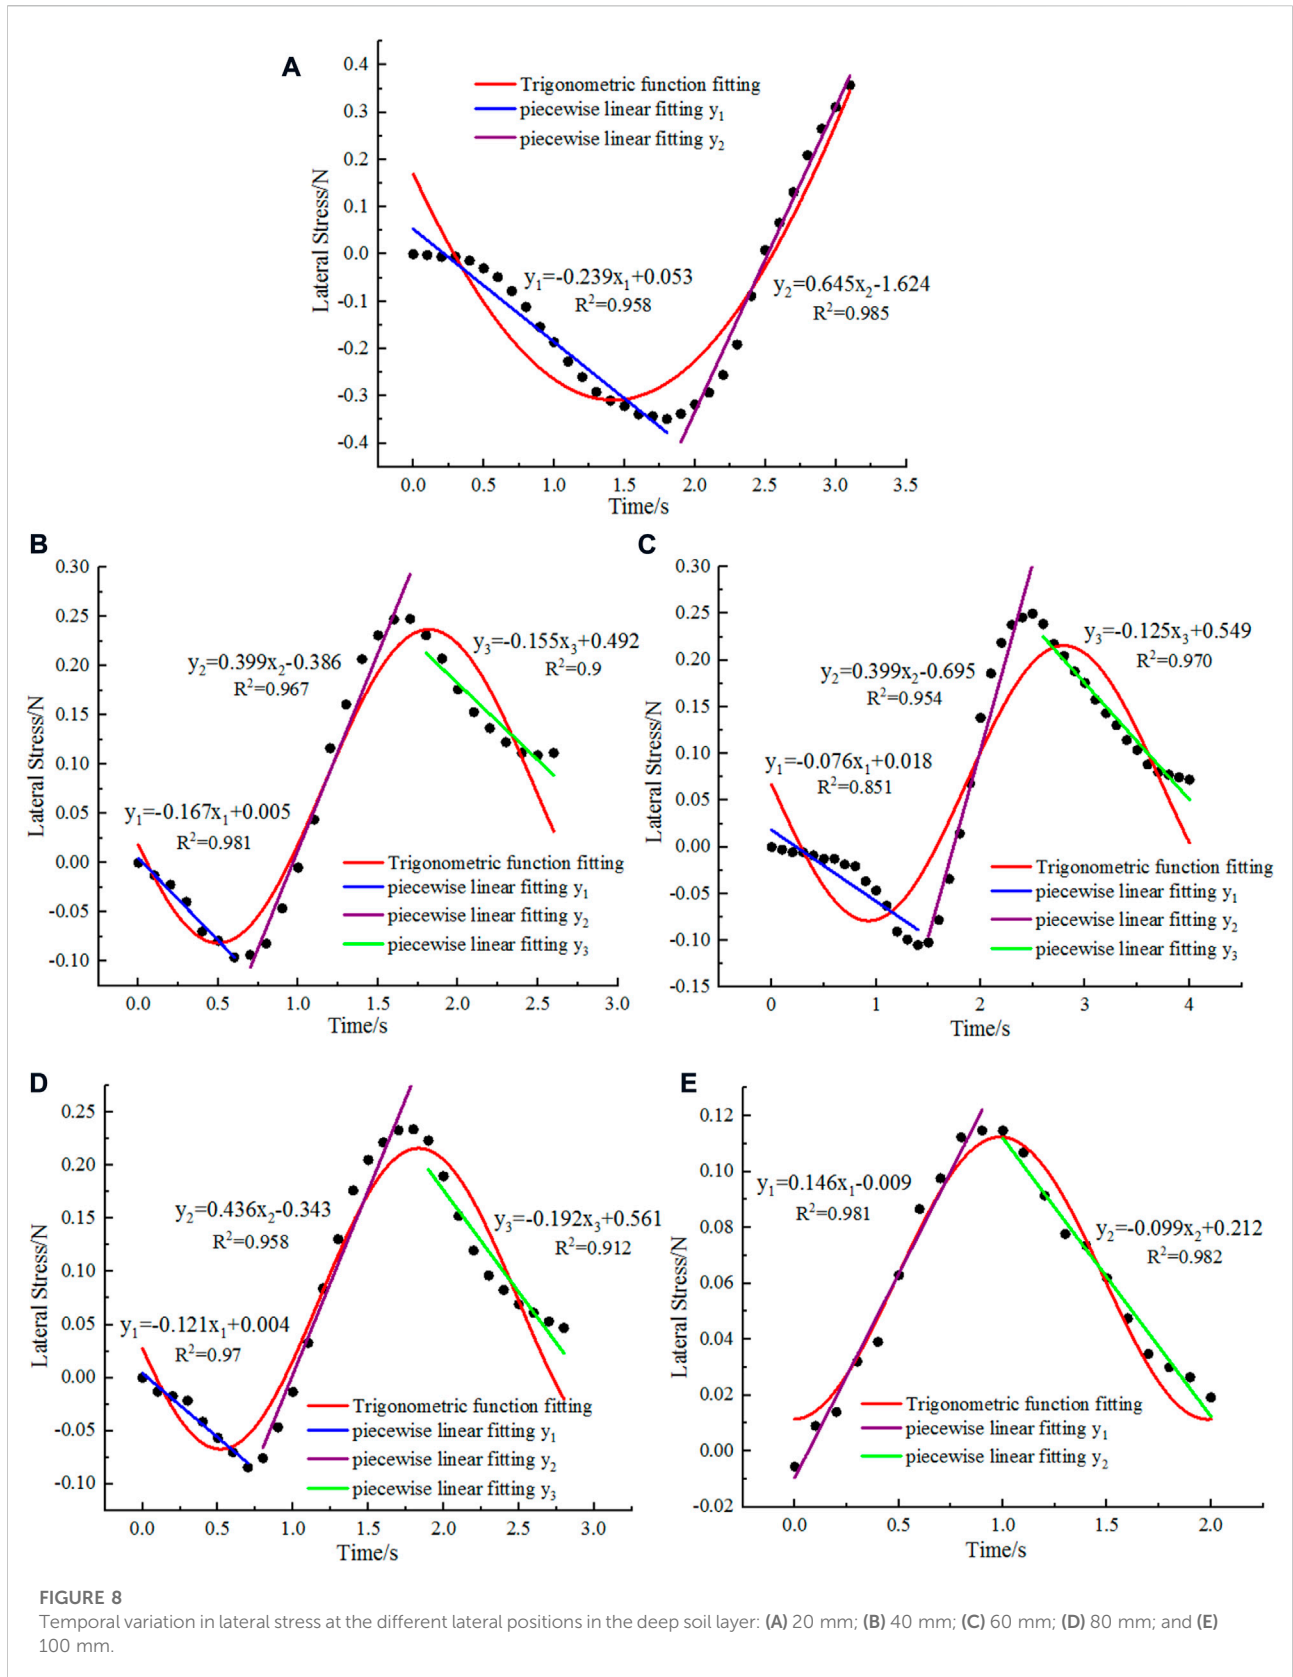 A
0.4
0.3
0.2
0.1
0.0
-0.1
-0.2
-0.3
-0.4
Lateral Stress/N
Trigonometric function fitting
piecewise linear fitting y₁
piecewise linear fitting y₂
y₁=-0.239x₁+0.053
R²=0.958
y₂=0.645x₂-1.624
R²=0.985
0.0 0.5 1.0 1.5 2.0 2.5 3.0 3.5
Time/s
B
0.30
0.25
0.20
0.15
0.10
0.05
0.00
-0.05
-0.10
Lateral Stress/N
y₃=-0.155x₃+0.492
R²=0.9
y₂=0.399x₂-0.386
R²=0.967
y₁=-0.167x₁+0.005
R²=0.981
Trigonometric function fitting
piecewise linear fitting y₁
piecewise linear fitting y₂
piecewise linear fitting y₃
0.0 0.5 1.0 1.5 2.0 2.5 3.0
Time/s
C
0.30
0.25
0.20
0.15
0.10
0.05
0.00
-0.05
-0.10
-0.15
Lateral Stress/N
y₃=-0.125x₃+0.549
R²=0.970
y₂=0.399x₂-0.695
R²=0.954
y₁=-0.076x₁+0.018
R²=0.851
Trigonometric function fitting
piecewise linear fitting y₁
piecewise linear fitting y₂
piecewise linear fitting y₃
0 1 2 3 4
Time/s
D
0.25
0.20
0.15
0.10
0.05
0.00
-0.05
-0.10
Lateral Stress/N
y₂=0.436x₂-0.343
R²=0.958
y₃=-0.192x₃+0.561
R²=0.912
y₁=-0.121x₁+0.004
R²=0.97
Trigonometric function fitting
piecewise linear fitting y₁
piecewise linear fitting y₂
piecewise linear fitting y₃
0.0 0.5 1.0 1.5 2.0 2.5 3.0
Time/s
E
0.12
0.10
0.08
0.06
0.04
0.02
0.00
-0.02
Lateral Stress/N
y₁=0.146x₁-0.009
R²=0.981
y₂=-0.099x₂+0.212
R²=0.982
Trigonometric function fitting
piecewise linear fitting y₁
piecewise linear fitting y₂
0.0 0.5 1.0 1.5 2.0
Time/s
FIGURE 8
Temporal variation in lateral stress at the different lateral positions in the deep soil layer: (A) 20 mm; (B) 40 mm; (C) 60 mm; (D) 80 mm; and (E)
100 mm.